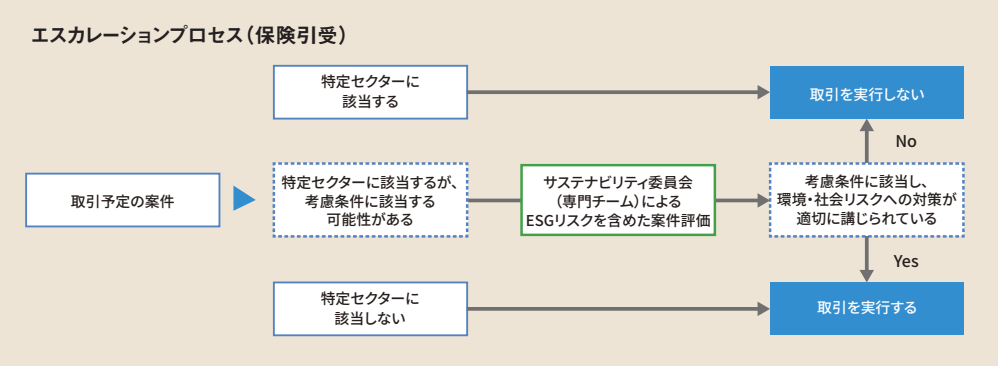 エスカレーションプロセス（保険引受）
特定セクターに
該当する
取引を実行しない
No
取引予定の案件
特定セクターに該当するが、
考慮条件に該当する
可能性がある
サステナビリティ委員会
（専門チーム）による
ESGリスクを含めた案件評価
考慮条件に該当し、
環境・社会リスクへの対策が
適切に講じられている
Yes
特定セクターに
該当しない
取引を実行する